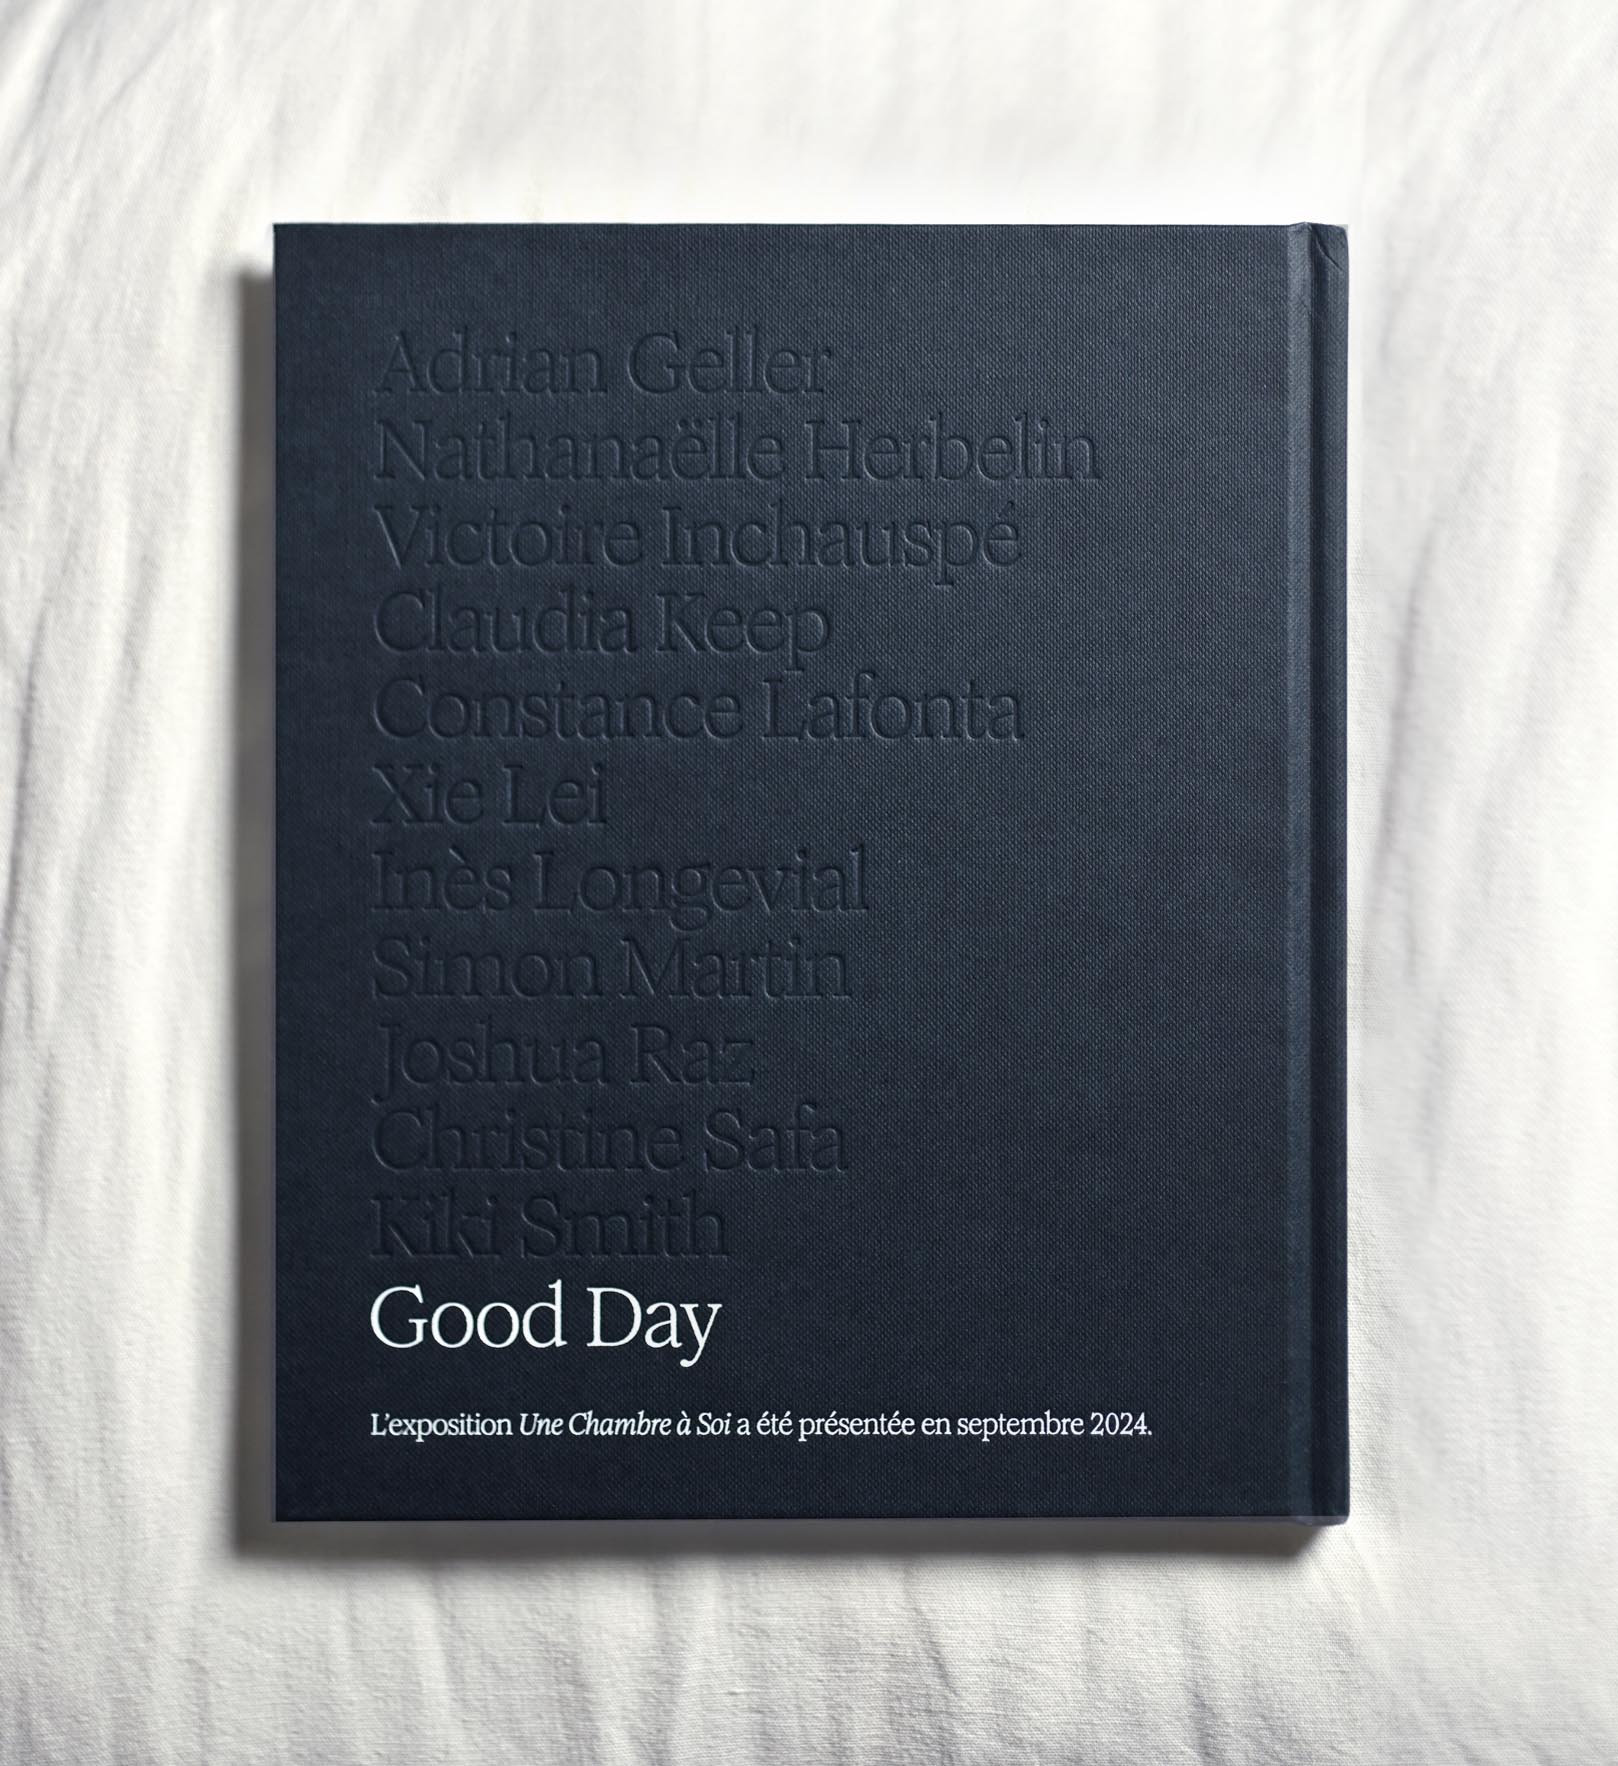 Adrian Geller
Nathanaëlle Herbelin
Victoire Inchauspé
Claudia Keep
Constance Lafonta
Xie Lei
Inès Longevial
Simon Martin
Joshua Raz
Christine Safa
Kiki Smith
Good Day
L’exposition Une Chambre à Soi a été présentée en septembre 2024.